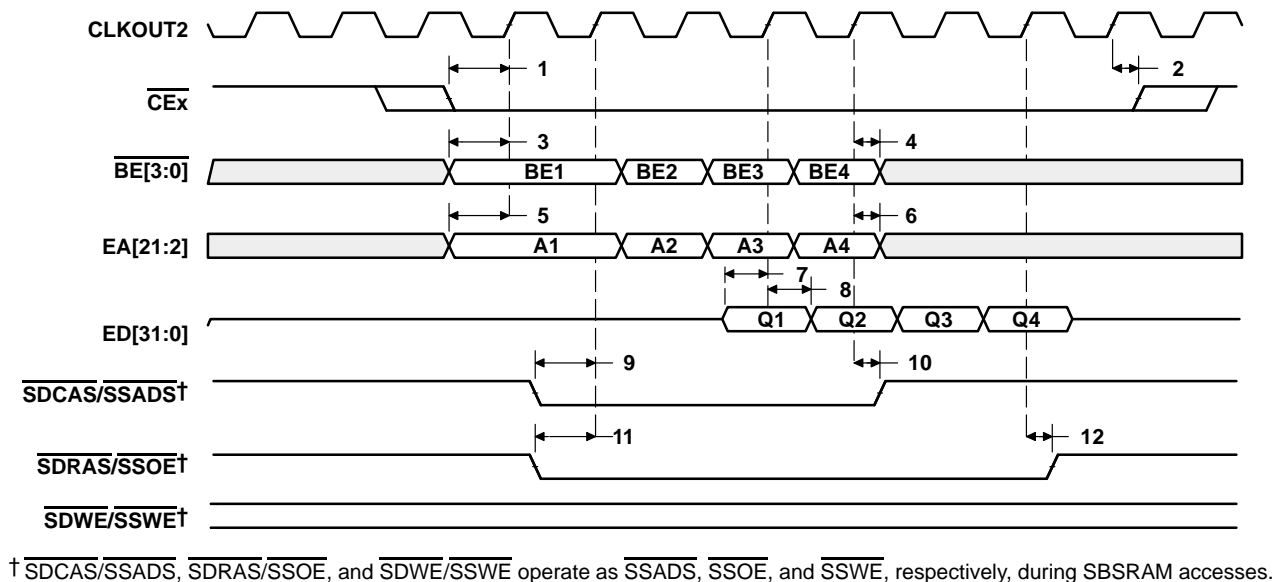 CLKOUT2
1 2
CEx
3 4
BE[3:0] BE1 BE2 BE3 BE4
5 6
EA[21:2] A1 A2 A3 A4
7
8
ED[31:0] Q1 Q2 Q3 Q4
9 10
SDCAS/SSADS†
11 12
SDRAS/SSOE†
SDWE/SSWE†
† SDCAS/SSADS, SDRAS/SSOE, and SDWE/SSWE operate as SSADS, SSOE, and SSWE, respectively, during SBSRAM accesses.